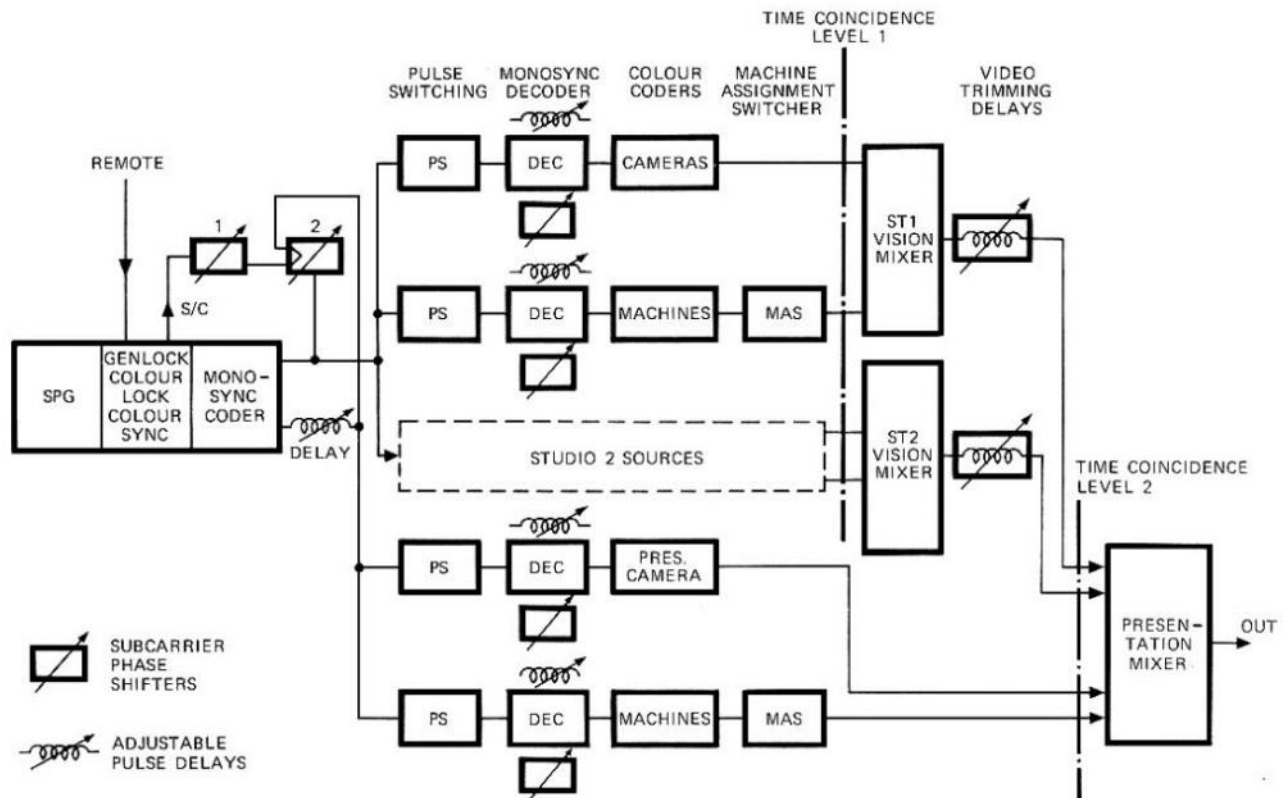 TIME COINCIDENCE
LEVEL 1
PULSE
SWITCHING
MONOSYNC
DECODER
COLOUR
CODERS
MACHINE
ASSIGNMENT
SWITCHER
VIDEO
TRIMMING
DELAYS
REMOTE
PS
DEC
CAMERAS
1
2
ST1
VISION
MIXER
S/C
PS
DEC
MACHINES
MAS
SPG
GENLOCK
COLOUR
LOCK
COLOUR
SYNC
MONO-
SYNC
CODER
DELAY
STUDIO 2 SOURCES
ST2
VISION
MIXER
TIME COINCIDENCE
LEVEL 2
PS
DEC
PRES.
CAMERA
PRESEN-
TATION
MIXER
OUT
SUBCARRIER
PHASE
SHIFTERS
PS
DEC
MACHINES
MAS
ADJUSTABLE
PULSE DELAYS